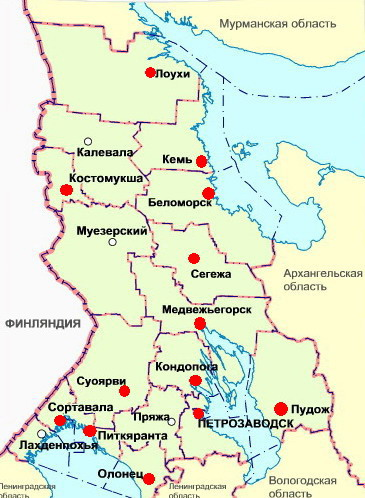 Мурманская область
Лоухи
Калевала
Кемь
Костомукша
Беломорск
Муезерский
Сегежа
Архангельская
область
Медвежьегорск
ФИНЛЯНДИЯ
Кондопога
Суоярви
Сортавала
Пряжа
Пудож
ПЕТРОЗАВОДСК
Питкяранта
Лахденпохья
Олонец
Вологодская
область
Ленинградская
область
Ленинградская
область